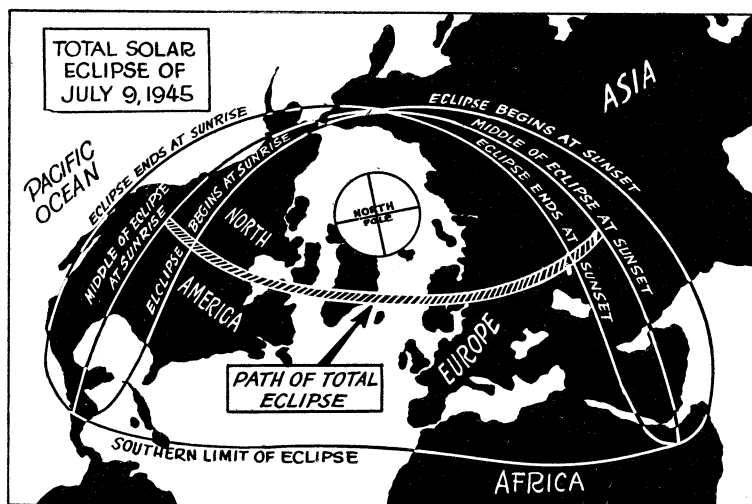 TOTAL SOLAR
ECLIPSE OF
JULY 9, 1945
ASIA
PACIFIC
OCEAN
ECLIPSE ENDS AT SUNRISE
ECLIPSE BEGINS AT SUNSET
MIDDLE OF ECLIPSE AT SUNSET
ECLIPSE ENDS AT SUNSET
MIDDLE OF ECLIPSE
AT SUNRISE
ELCLIPSE BEGINS AT SUNRISE
NORTH
POLE
NORTH
AMERICA
EUROPE
PATH OF TOTAL
ECLIPSE
SOUTHERN LIMIT OF ECLIPSE
AFRICA